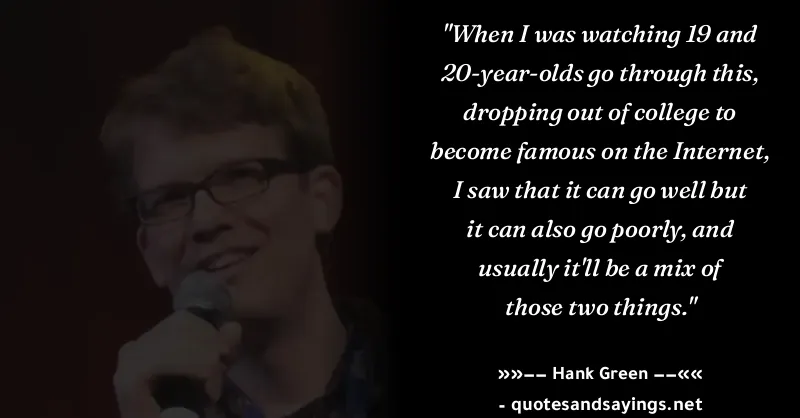 "When I was watching 19 and
20-year-olds go through this,
dropping out of college to
become famous on the Internet,
I saw that it can go well but
it can also go poorly, and
usually it'll be a mix of
those two things."
»»–– Hank Green ––««
- quotesandsayings.net